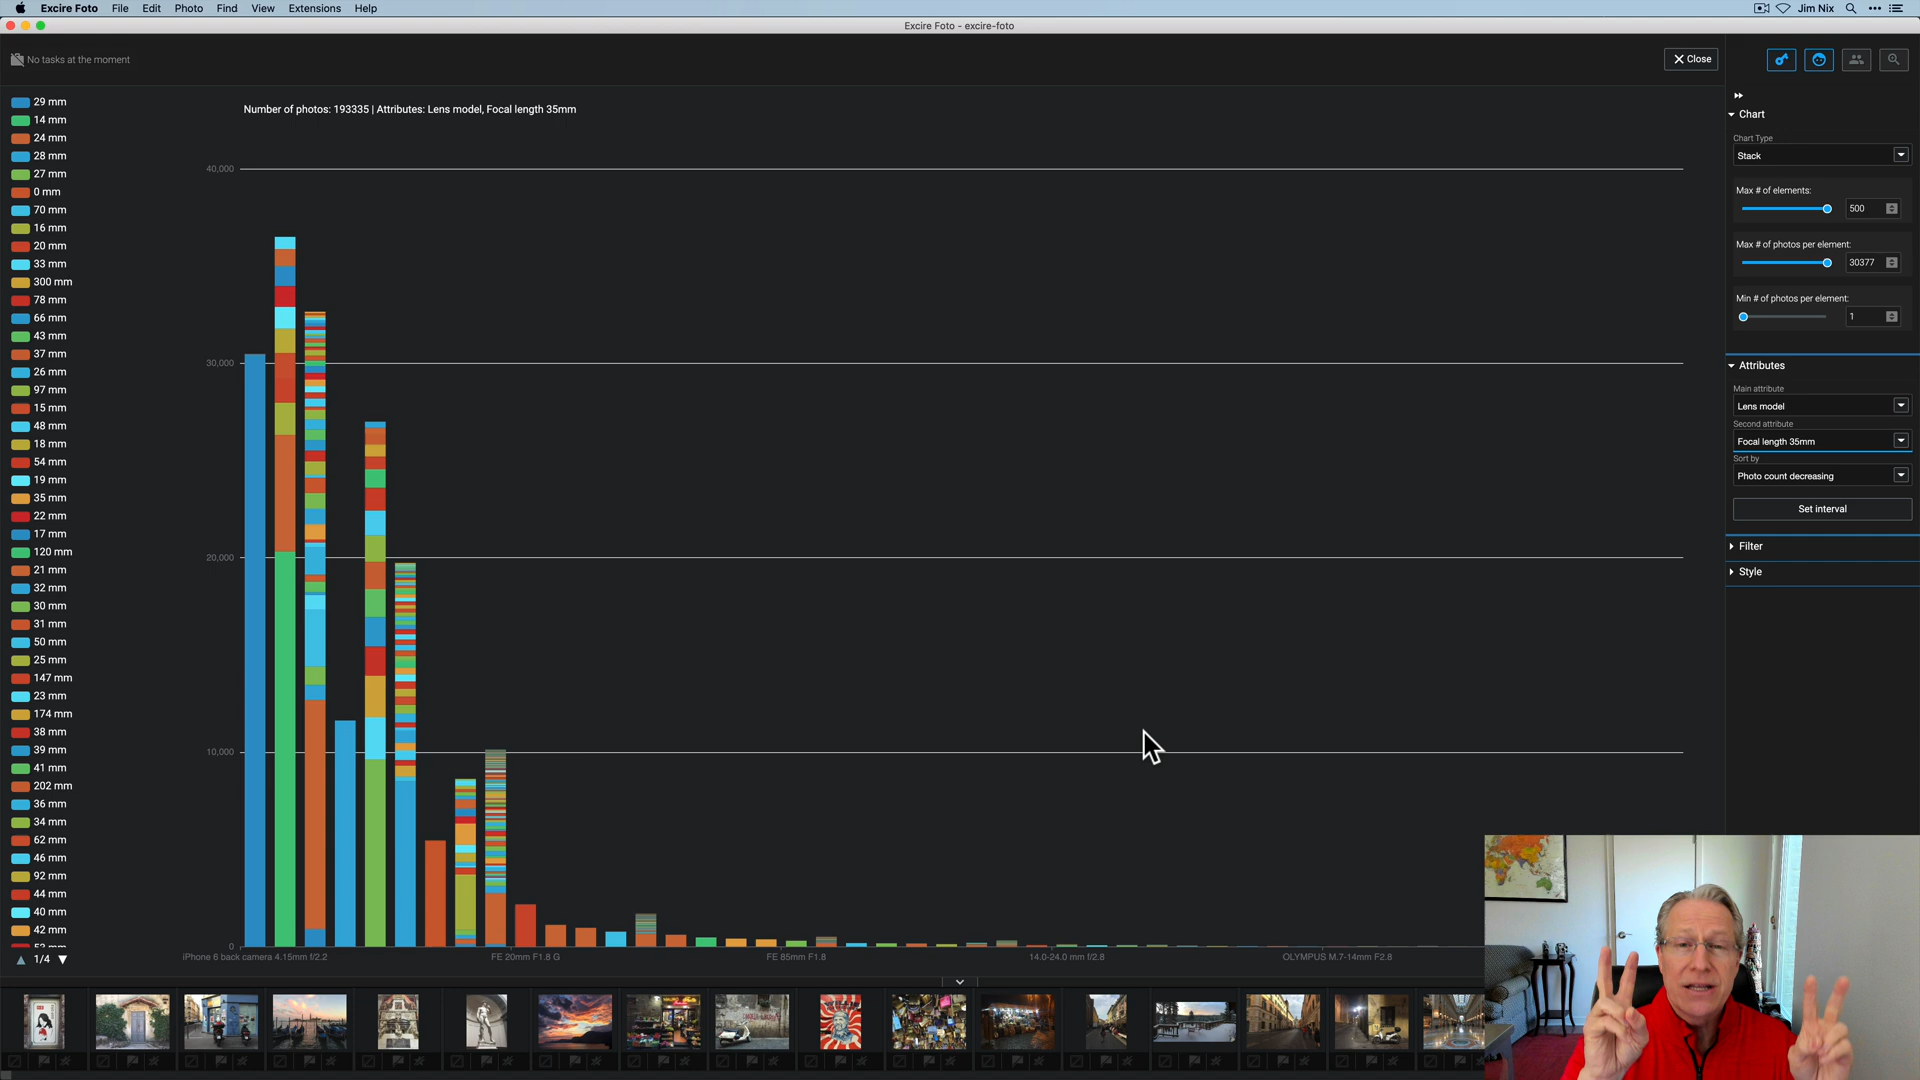 Excire Foto File Edit Photo Find View Extensions Help Jim Nix
Excire Foto - excire-foto
No tasks at the moment
Close
Number of photos: 193335 | Attributes: Lens model, Focal length 35mm
29 mm
14 mm
24 mm
28 mm
27 mm
0 mm
70 mm
16 mm
20 mm
33 mm
300 mm
78 mm
66 mm
43 mm
37 mm
26 mm
97 mm
15 mm
48 mm
18 mm
54 mm
19 mm
35 mm
22 mm
17 mm
120 mm
21 mm
32 mm
30 mm
31 mm
50 mm
25 mm
147 mm
23 mm
174 mm
38 mm
39 mm
41 mm
202 mm
36 mm
34 mm
62 mm
46 mm
92 mm
44 mm
40 mm
42 mm
1/4
40,000
30,000
20,000
10,000
0
iPhone 6 back camera 4.15mm f/2.2
FE 20mm F1.8 G
FE 85mm F1.8
14.0-24.0 mm f/2.8
OLYMPUS M.7-14mm F2.8
Chart
Chart Type
Stack
Max # of elements:
500
Max # of photos per element:
30377
Min # of photos per element:
1
Attributes
Main attribute
Lens model
Second attribute
Focal length 35mm
Sort by
Photo count decreasing
Set interval
Filter
Style